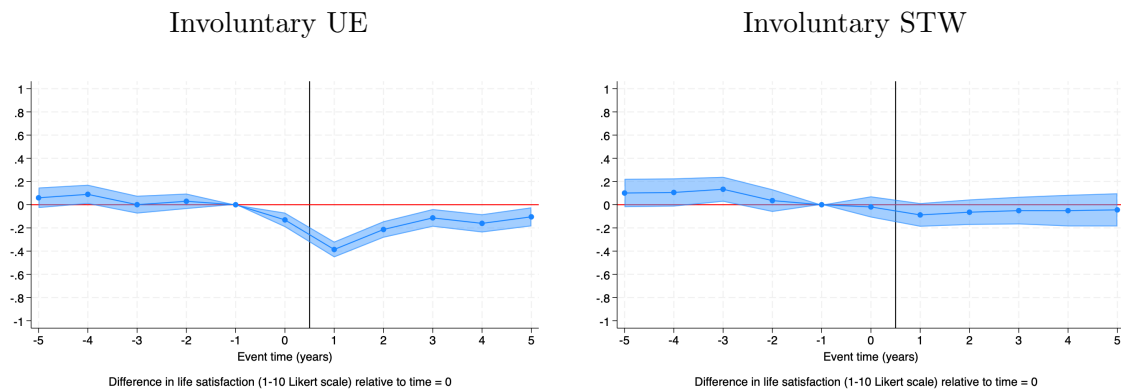 Involuntary UE
1
.8
.6
.4
.2
0
-.2
-.4
-.6
-.8
-1
-5 -4 -3 -2 -1 0 1 2 3 4 5
Event time (years)
Difference in life satisfaction (1-10 Likert scale) relative to time = 0
Involuntary STW
1
.8
.6
.4
.2
0
-.2
-.4
-.6
-.8
-1
-5 -4 -3 -2 -1 0 1 2 3 4 5
Event time (years)
Difference in life satisfaction (1-10 Likert scale) relative to time = 0